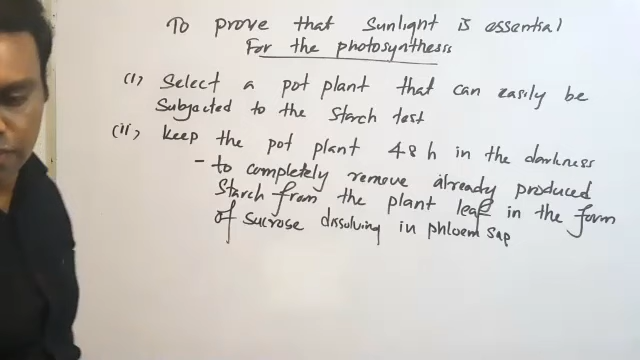 To prove that Sunlight is essential
For the photosynthesis
(i) Select a pot plant that can easily be
Subjected to the Starch test
(ii) Keep the pot plant 48 h in the darkness
- to completely remove already produced
Starch from the plant leaf in the form
of sucrose dissolving in phloem sap